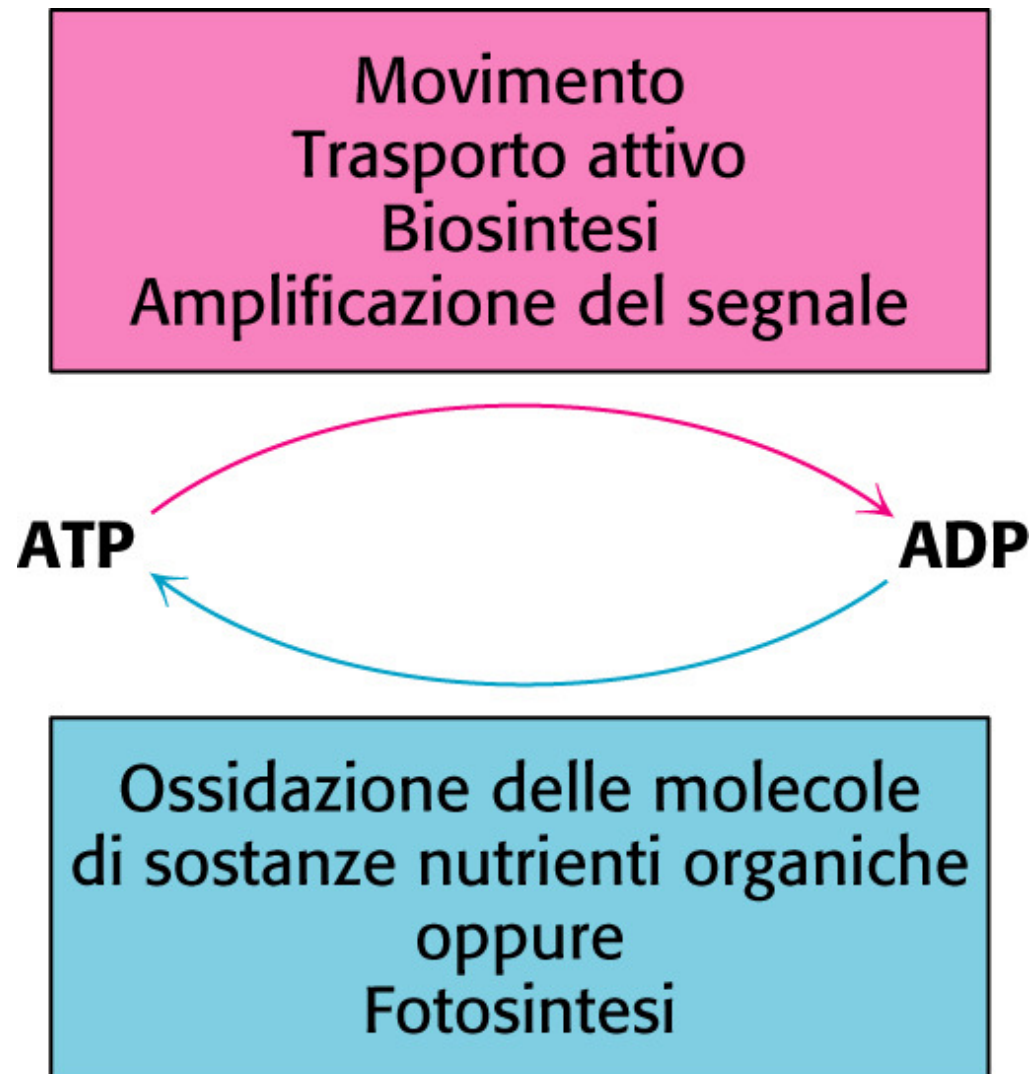 Movimento
Trasporto attivo
Biosintesi
Amplificazione del segnale
ATP
ADP
Ossidazione delle molecole
di sostanze nutrienti organiche
oppure
Fotosintesi